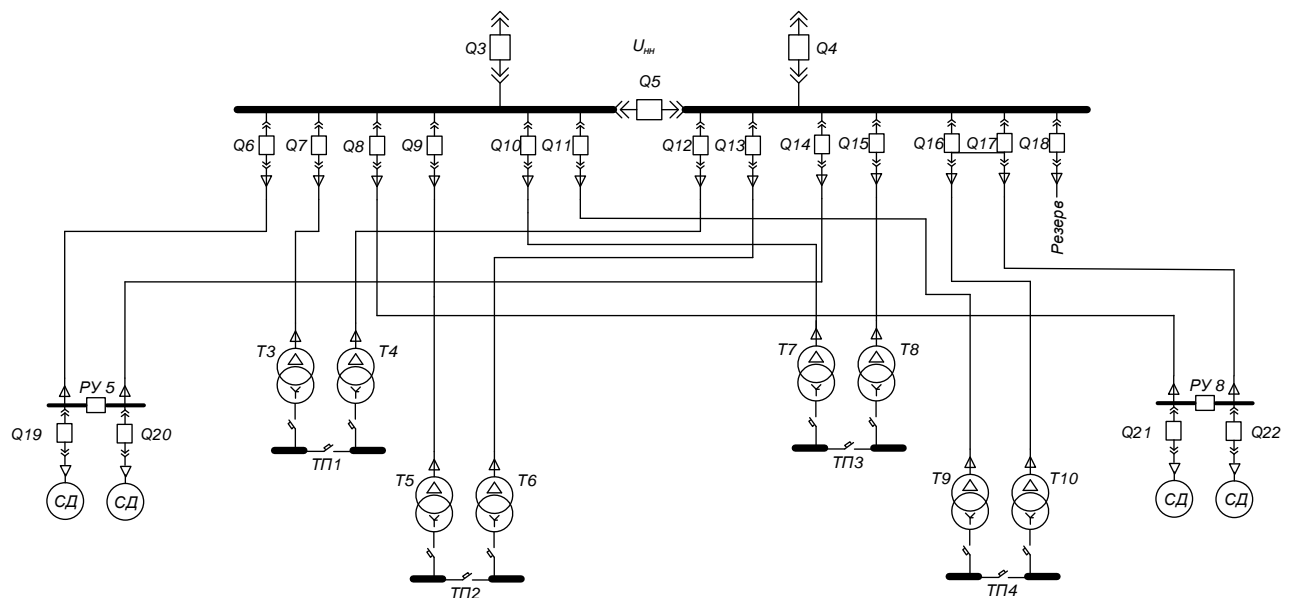 Q3
Uнн
Q4
Q5
Q6
Q7
Q8
Q9
Q10
Q11
Q12
Q13
Q14
Q15
Q16
Q17
Q18
Резерв
T3
T4
T7
T8
РУ 5
РУ 8
Q19
Q20
Q21
Q22
ТП1
ТП3
T5
T6
T9
T10
СД
СД
СД
СД
ТП2
ТП4